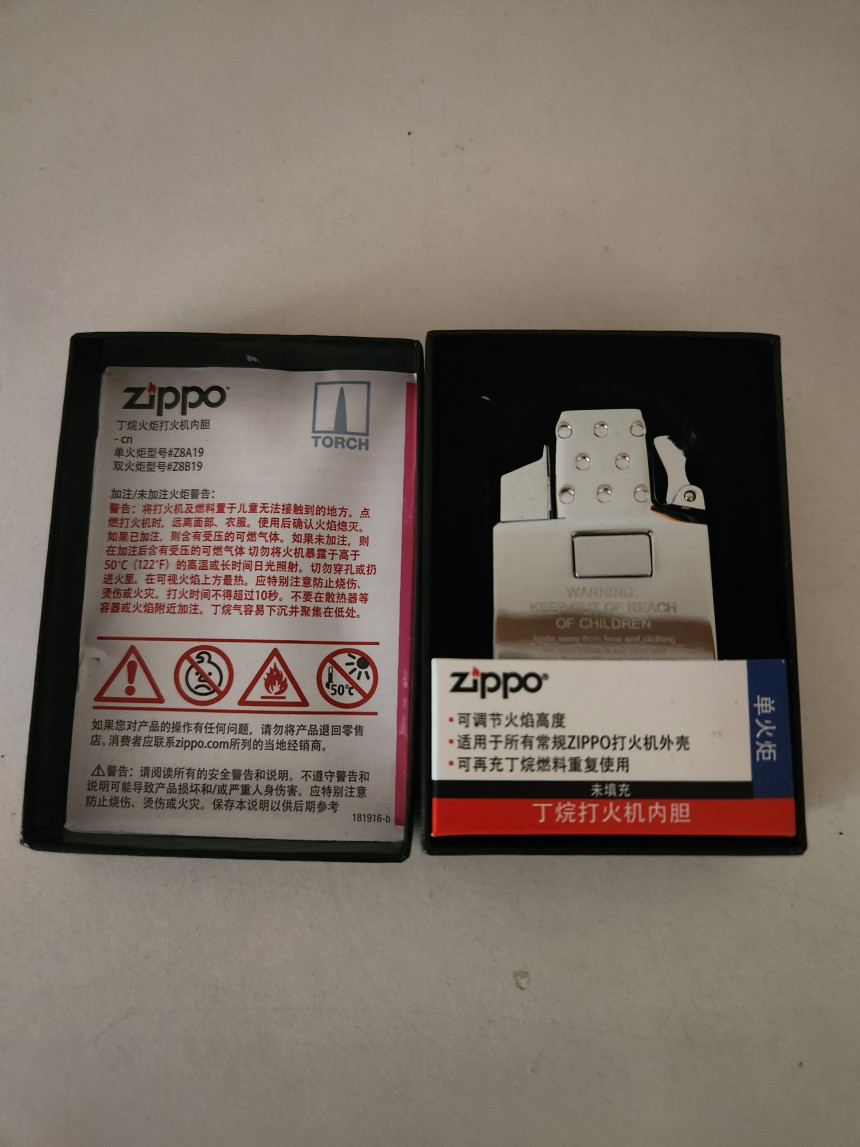 zippo
TORCH
丁烷火炬打火机内胆
- cn
单火炬型号#Z8A19
双火炬型号#Z8B19
加注/未加注火炬警告:
警告：将打火机及燃料置于儿童无法接触到的地方。点
燃打火机时，远离面部、衣服。使用后确认火焰熄灭。
如果已加注，则含有受压的可燃气体。如果未加注，则
在加注后含有受压的可燃气体 切勿将火机暴露于高于
50℃（122°F）的高温或长时间日光照射。切勿穿孔或扔
进火里。在可视火焰上方最热。应特别注意防止烧伤、
烫伤或火灾。打火时间不得超过10秒。不要在散热器等
容器或火焰附近加注。丁烷气容易下沉并聚集在低处。
50℃
如果您对产品的操作有任何问题，请勿将产品退回零售
店。消费者应联系zippo.com所列的当地经销商。
警告：请阅读所有的安全警告和说明。不遵守警告和
说明可能导致产品损坏和/或严重人身伤害。应特别注意
防止烧伤、烫伤或火灾。保存本说明以供后期参考
181916-b
WARNING:
KEEP OUT OF REACH
OF CHILDREN
Ignite away from face and clothing
zippo
·可调节火焰高度
·适用于所有常规ZIPPO打火机外壳
·可再充丁烷燃料重复使用
单火炬
未填充
丁烷打火机内胆